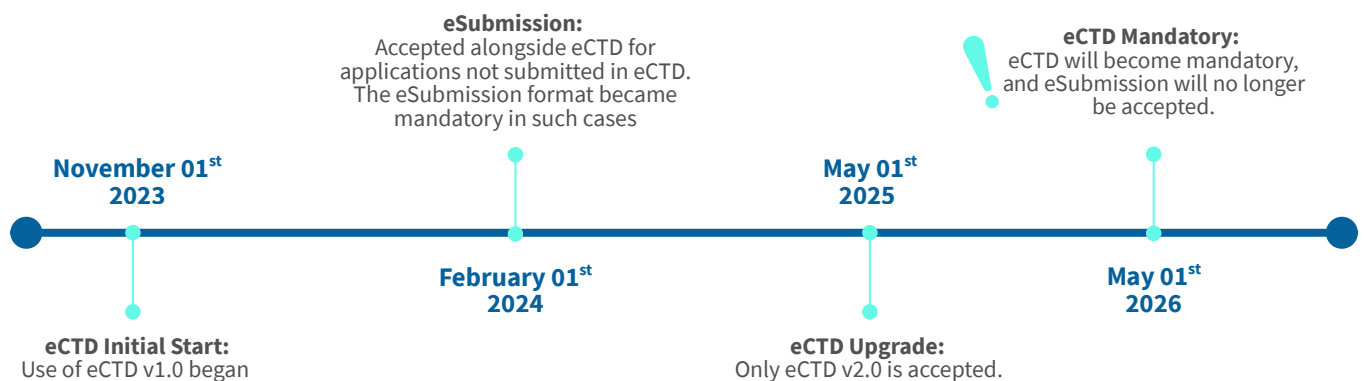 eSubmission:
Accepted alongside eCTD for
applications not submitted in eCTD.
The eSubmission format became
mandatory in such cases
eCTD Mandatory:
eCTD will become mandatory,
and eSubmission will no longer
be accepted.
November 01st
2023
May 01st
2025
February 01st
2024
May 01st
2026
eCTD Initial Start:
Use of eCTD v1.0 began
eCTD Upgrade:
Only eCTD v2.0 is accepted.